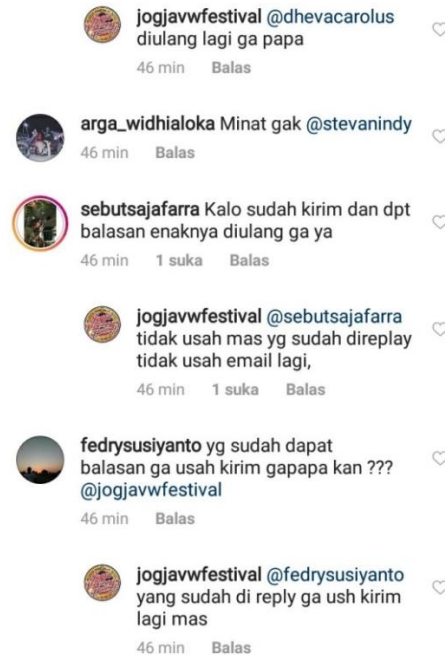 jogjavwfestival @dhevacarolus
diulang lagi ga papa
46 min Balas
arga_widhialoka Minat gak @stevanindy
46 min Balas
sebutsajafarra Kalo sudah kirim dan dpt
balasan enaknya diulang ga ya
46 min 1 suka Balas
jogjavwfestival @sebutsajafarra
tidak usah mas yg sudah direplay
tidak usah email lagi,
46 min 1 suka Balas
fedrysusiyanto yg sudah dapat
balasan ga usah kirim gapapa kan ???
@jogjavwfestival
46 min Balas
jogjavwfestival @fedrysusiyanto
yang sudah di reply ga ush kirim
lagi mas
46 min Balas